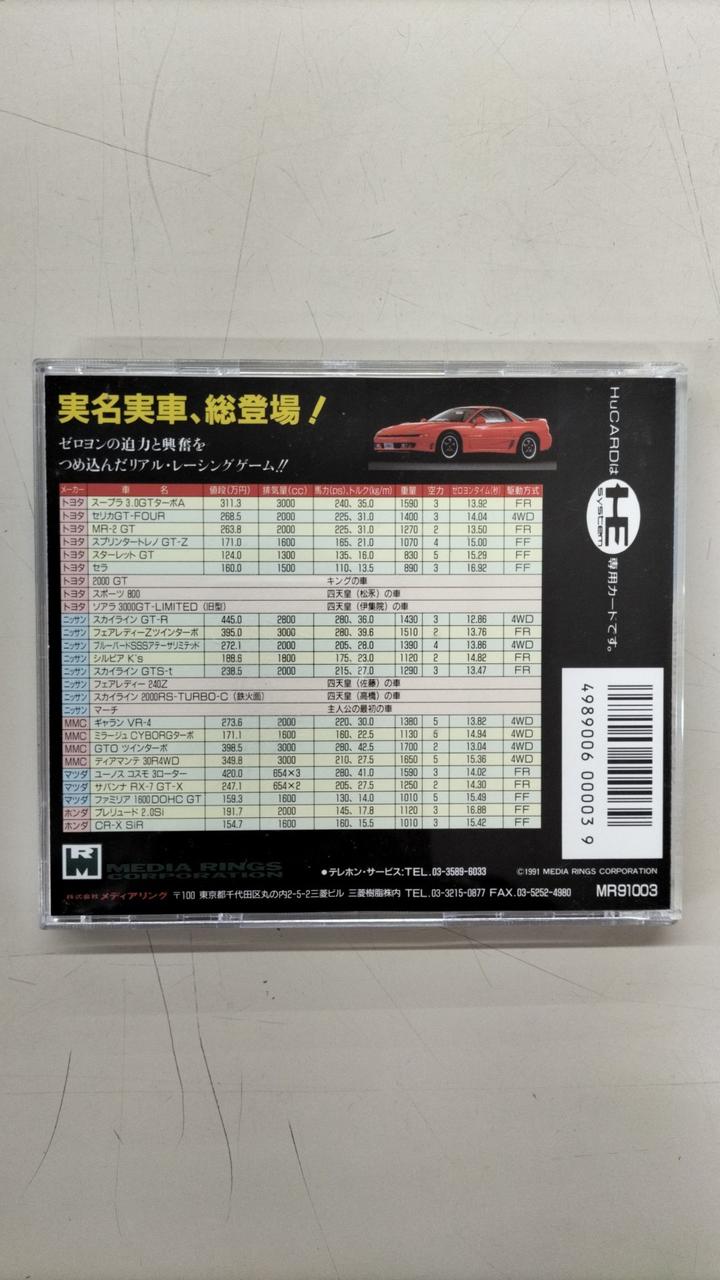 実名実車、総登場！
ゼロヨンの迫力と興奮を
つめ込んだリアル・レーシングゲーム!!
メーカー 車 名 値段(万円) 排気量(cc) 馬力(ps),トルク(kg/m) 重量 空力 ゼロヨンタイム(秒) 駆動方式
トヨタ スープラ 3.0GTターボA 311.3 3000 240, 35.0 1590 3 13.92 FR
トヨタ セリカGT-FOUR 268.5 2000 225, 31.0 1400 3 14.04 4WD
トヨタ MR-2 GT 263.8 2000 225, 31.0 1270 2 13.50 FR
トヨタ スプリンタートレノ GT-Z 171.0 1600 165, 21.0 1070 4 15.00 FF
トヨタ スターレット GT 124.0 1300 135, 16.0 830 5 15.29 FF
トヨタ セラ 160.0 1500 110, 13.5 890 3 16.92 FF
トヨタ 2000 GT キングの車
トヨタ スポーツ 800 四天皇（松永）の車
トヨタ ソアラ 3000GT-LIMITED（旧型） 四天皇（伊集院）の車
ニッサン スカイライン GT-R 445.0 2800 280, 36.0 1430 3 12.86 4WD
ニッサン フェアレディーZツインターボ 395.0 3000 280, 39.6 1510 2 13.76 FR
ニッサン ブルーバードSSSアテーサリミテッド 272.1 2000 205, 28.0 1390 4 13.86 4WD
ニッサン シルビア K's 188.6 1800 175, 23.0 1120 2 14.82 FR
ニッサン スカイライン GTS-t 238.5 2000 215, 27.0 1290 3 13.47 FR
ニッサン フェアレディー 240Z 四天皇（佐藤）の車
ニッサン スカイライン 2000RS-TURBO-C（鉄火面） 四天皇（高橋）の車
ニッサン マーチ 主人公の最初の車
MMC ギャラン VR-4 273.6 2000 220, 30.0 1380 5 13.82 4WD
MMC ミラージュ CYBORGターボ 171.1 1600 160, 22.5 1130 5 14.94 4WD
MMC GTO ツインターボ 398.5 3000 280, 42.5 1700 2 13.04 4WD
MMC ディアマンテ 30R4WD 349.8 3000 210, 27.5 1650 5 15.36 4WD
マツダ ユーノス コスモ 3ローター 420.0 654×3 280, 41.0 1590 3 14.02 FR
マツダ サバンナ RX-7 GT-X 247.1 654×2 205, 27.5 1250 2 14.30 FR
マツダ ファミリア 1600DOHC GT 159.3 1600 130, 14.0 1010 5 15.49 FF
ホンダ プレリュード 2.0Si 191.7 2000 145, 17.8 1120 3 16.88 FF
ホンダ CR-X SiR 154.7 1600 160, 15.5 1010 3 15.42 FF
HuCARDは
HE
system
専用カードです。
4989006 00003 9
MEDIA RINGS
CORPORATION
●テレホン・サービス:TEL.03-3589-6033
©1991 MEDIA RINGS CORPORATION
株式会社メディアリング 〒100 東京都千代田区丸の内2-5-2三菱ビル 三菱樹脂株内 TEL.03-3215-0877 FAX.03-5252-4980
MR91003